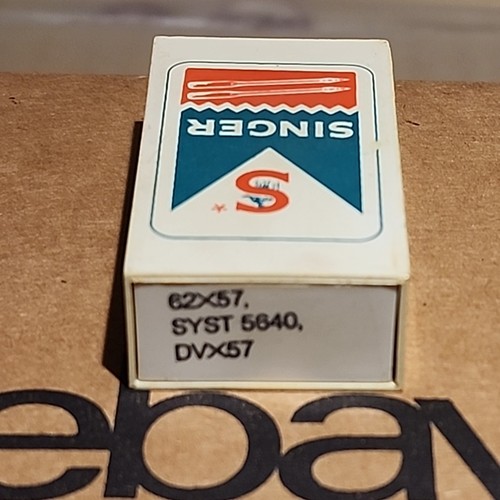 SINGER
S
62X57,
SYST 5640,
DVX57
ebay